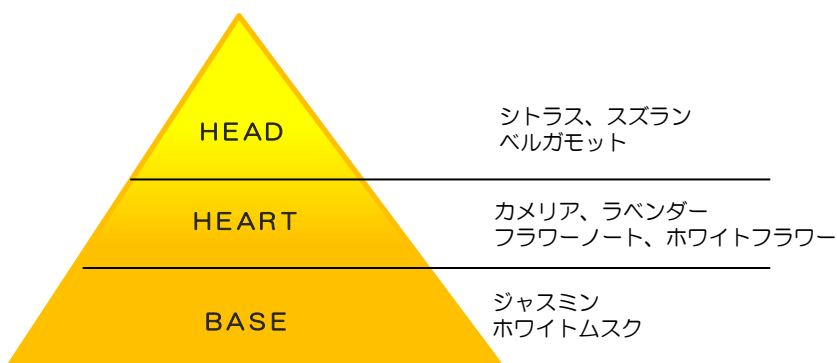 HEAD
シトラス、スズラン
ベルガモット
HEART
カメリア、ラベンダー
フラワーノート、ホワイトフラワー
BASE
ジャスミン
ホワイトムスク